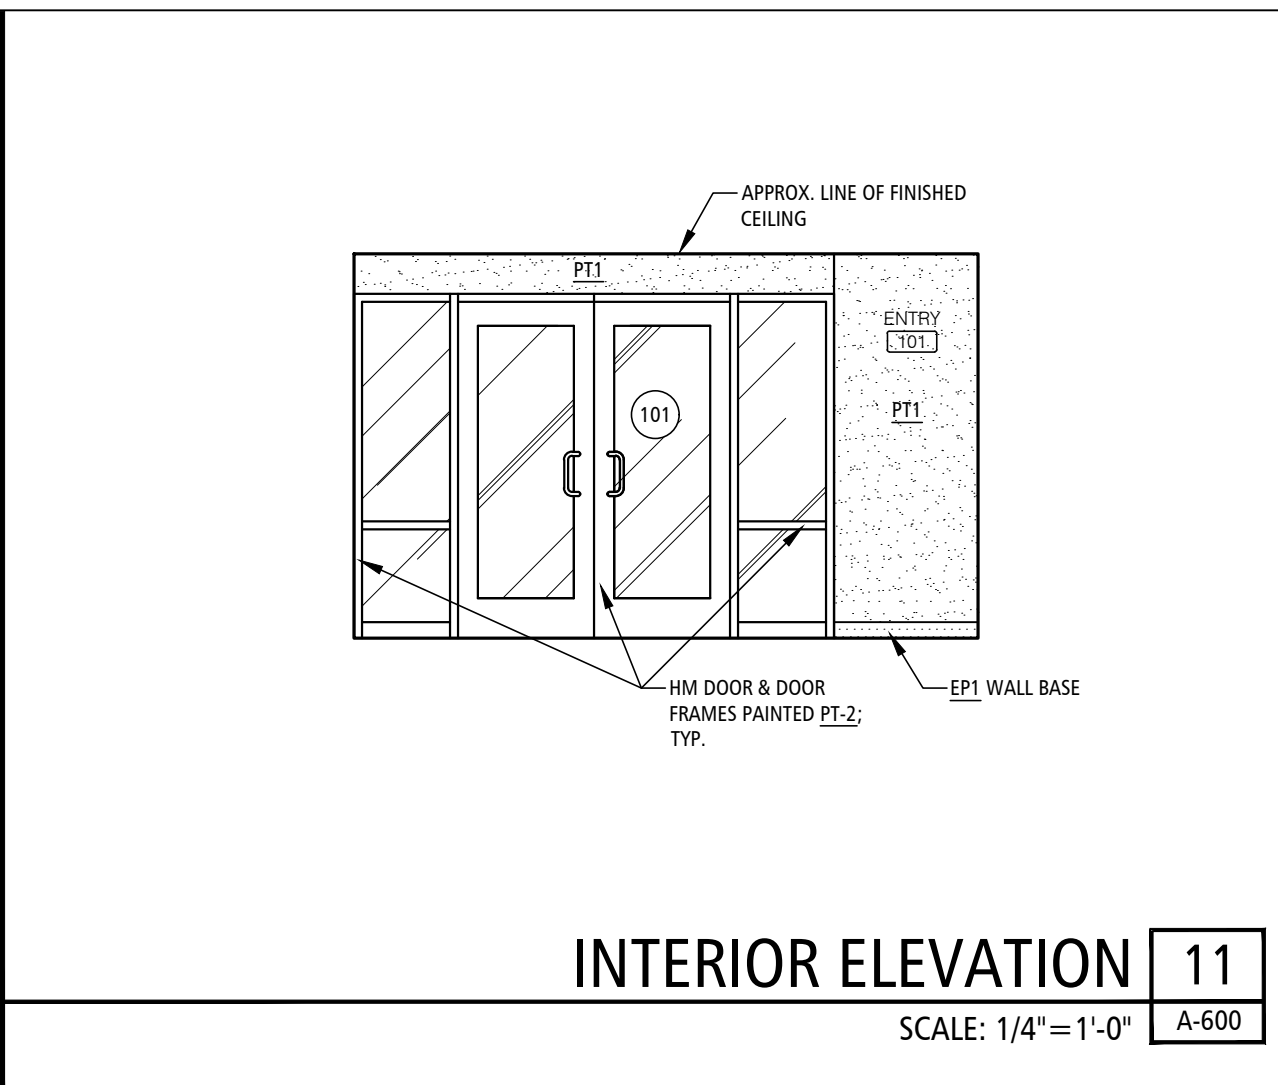 APPROX. LINE OF FINISHED
CEILING
PT1
ENTRY
101
PT1
101
HM DOOR & DOOR
FRAMES PAINTED PT-2;
TYP.
EP1 WALL BASE
INTERIOR ELEVATION
11
SCALE: 1/4"=1'-0"
A-600